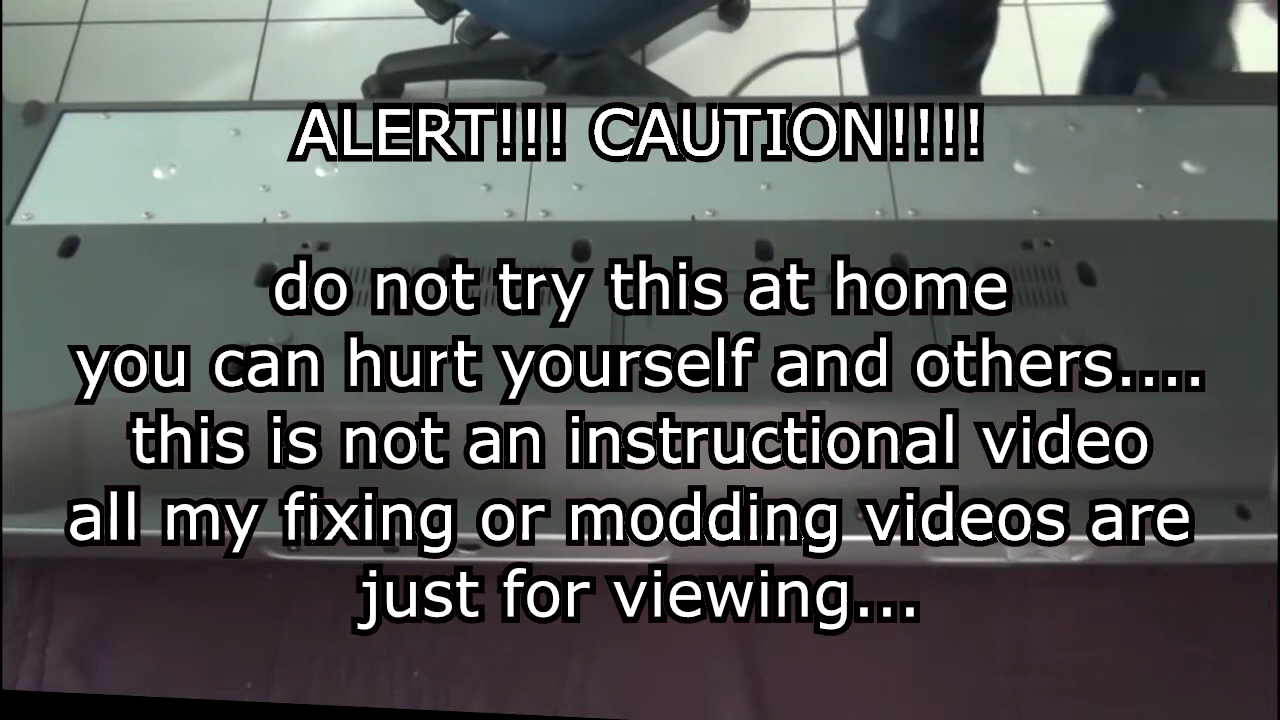 ALERT!!! CAUTION!!!!
do not try this at home
you can hurt yourself and others....
this is not an instructional video
all my fixing or modding videos are
just for viewing...